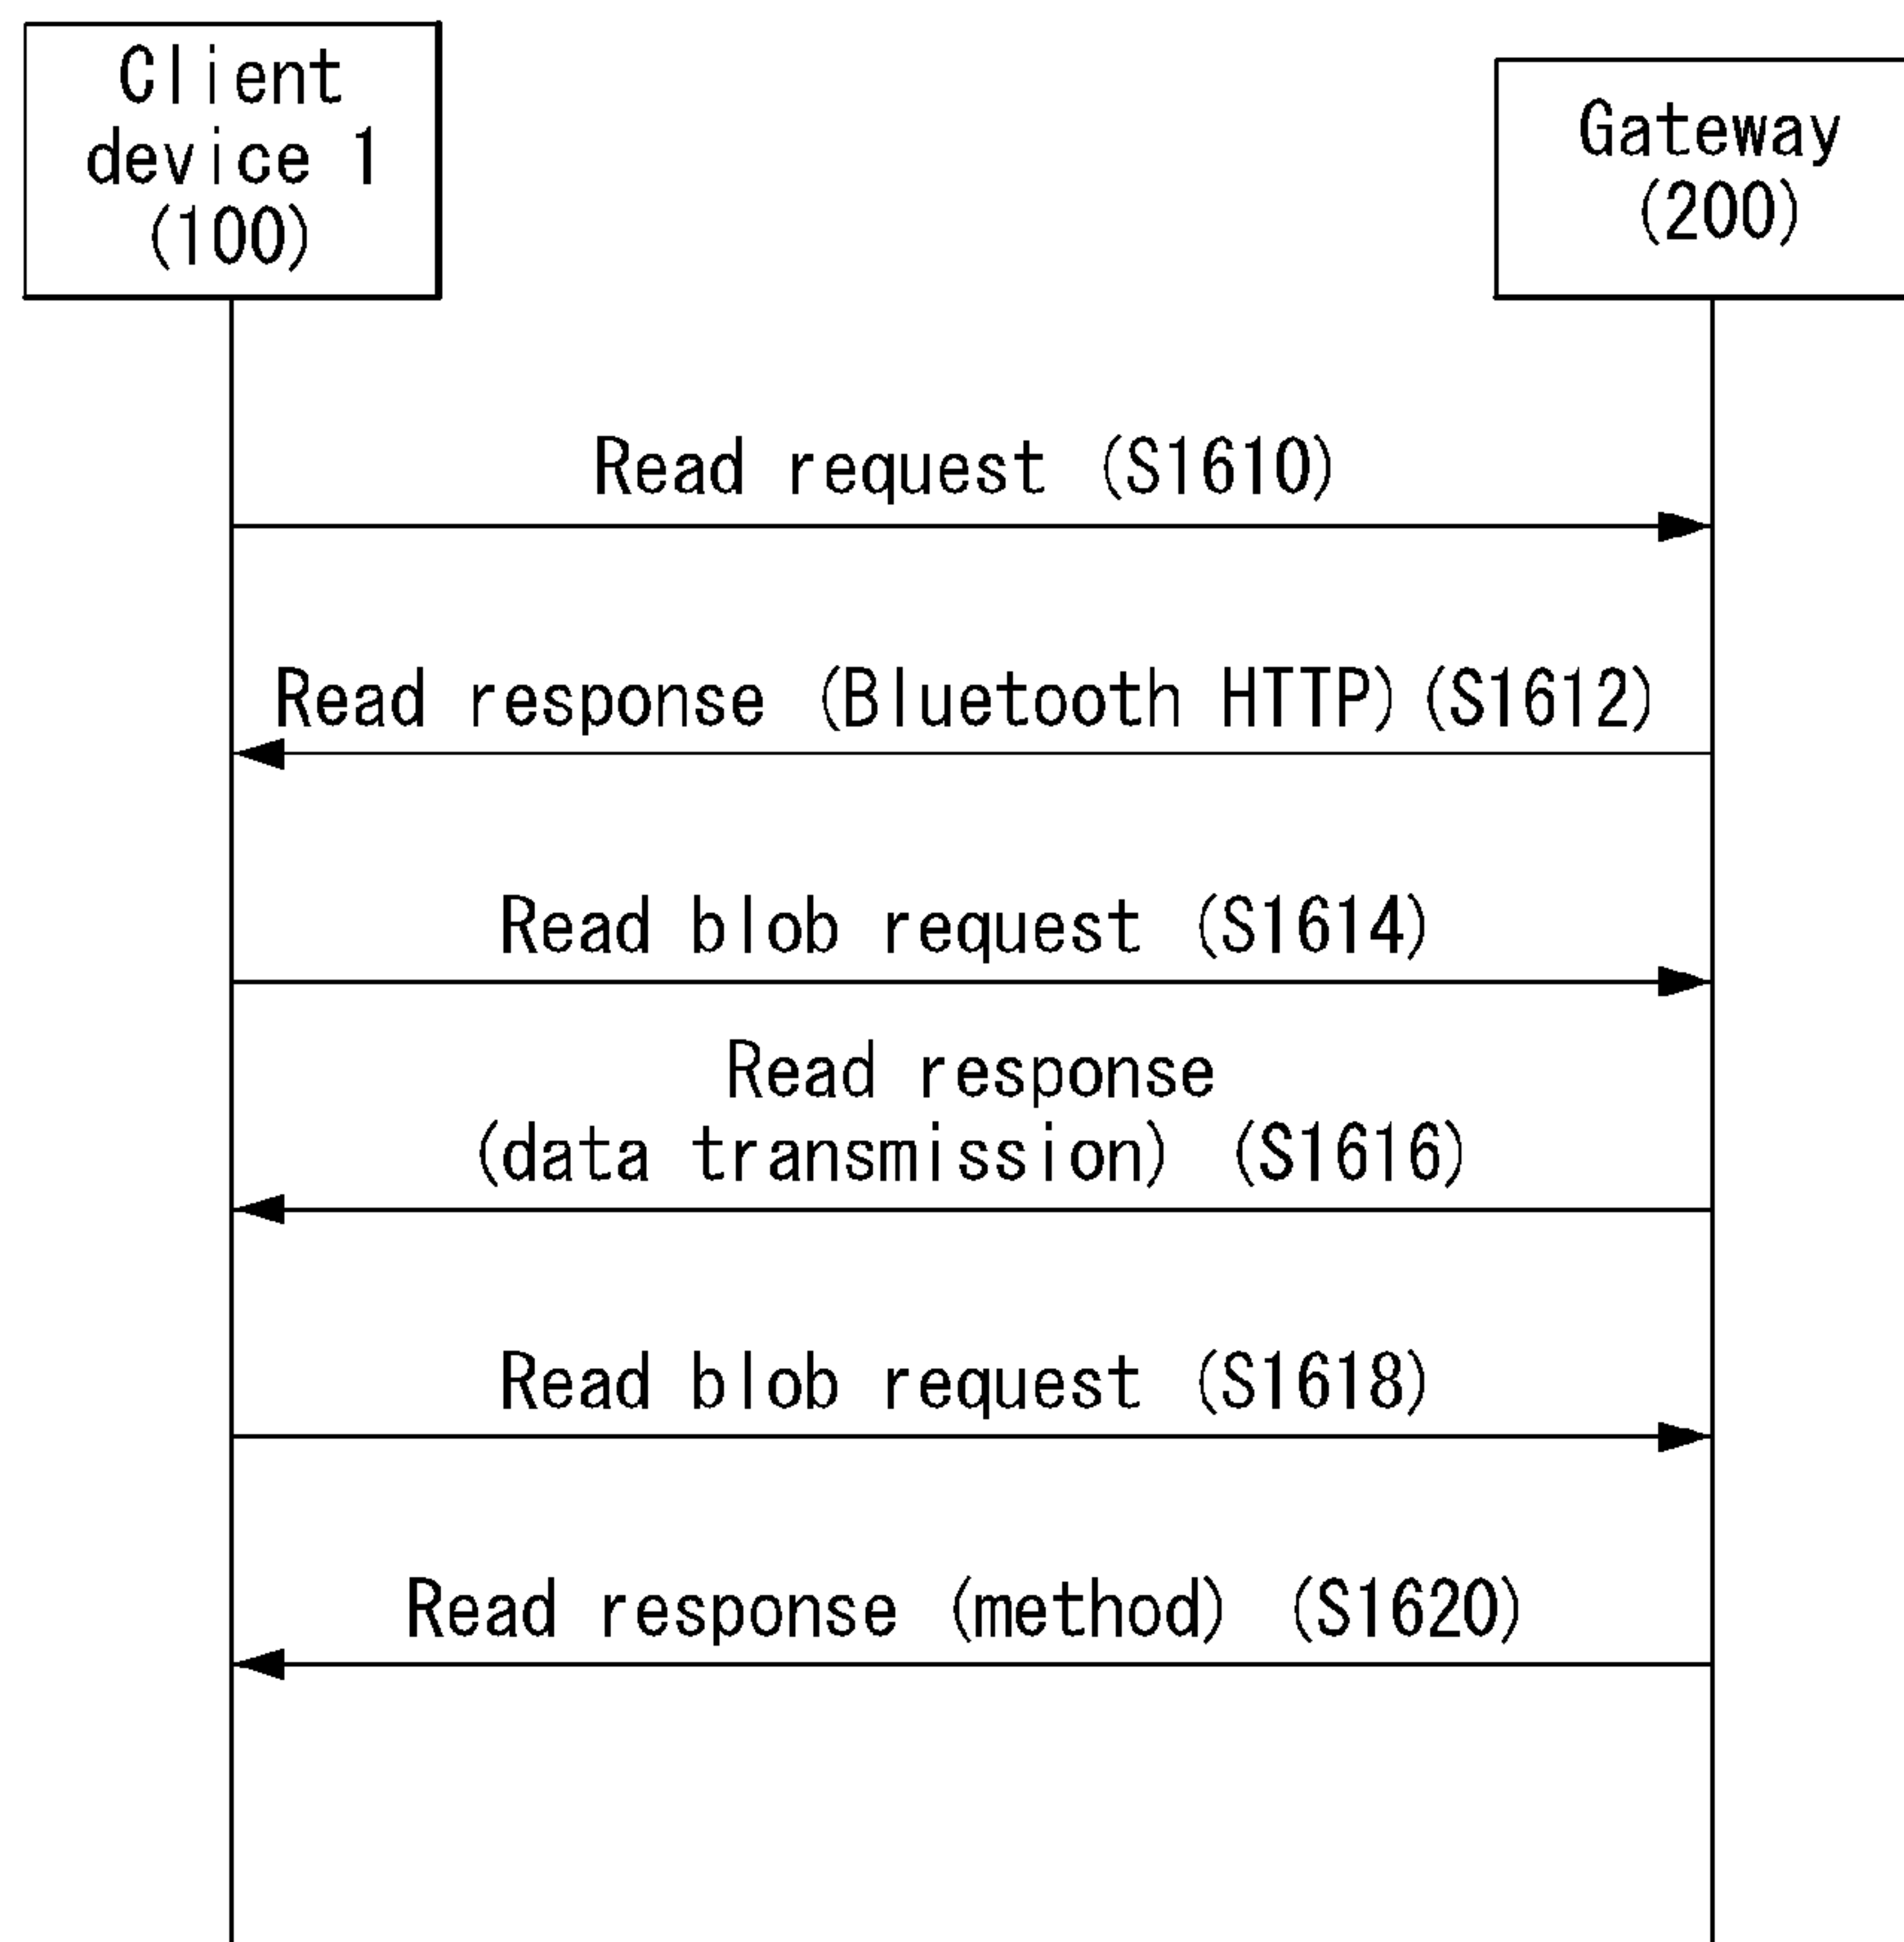 Client
device 1
(100)
Gateway
(200)
Read request (S1610)
Read response (Bluetooth HTTP) (S1612)
Read blob request (S1614)
Read response
(data transmission) (S1616)
Read blob request (S1618)
Read response (method) (S1620)